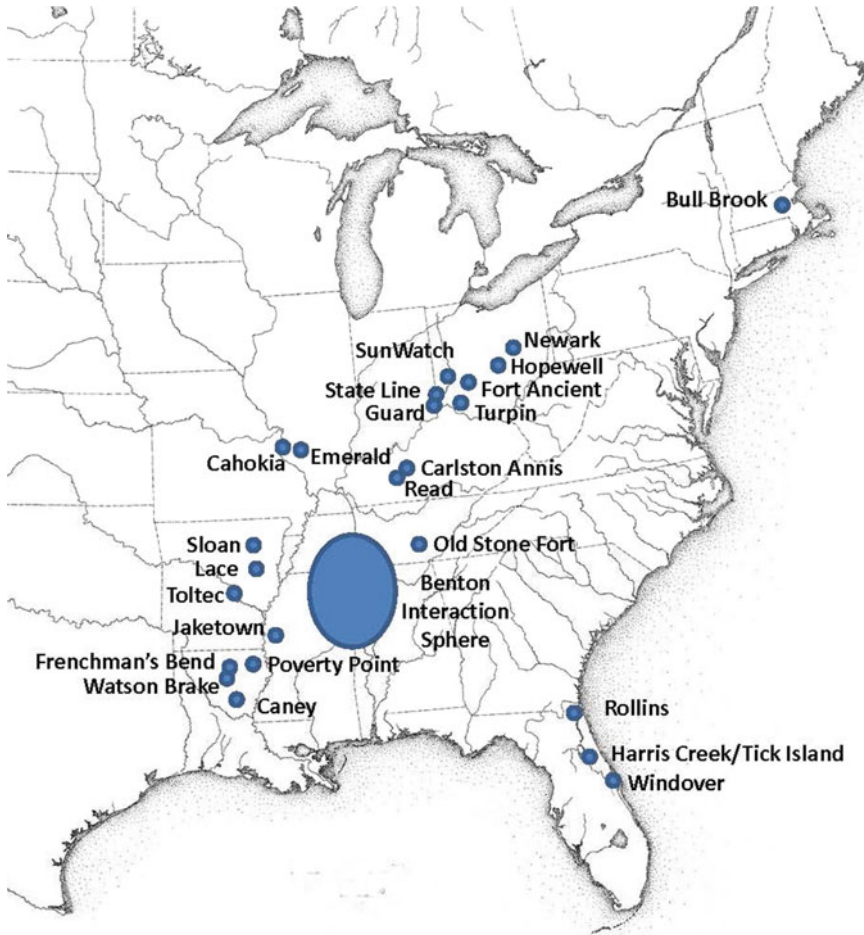 Bull Brook
Newark
SunWatch
Hopewell
Fort Ancient
State Line
Guard
Turpin
Cahokia
Emerald
Carlston Annis
Read
Sloan
Old Stone Fort
Lace
Benton
Interaction
Sphere
Toltec
Jaketown
Frenchman's Bend
Poverty Point
Watson Brake
Caney
Rollins
Harris Creek/Tick Island
Windover